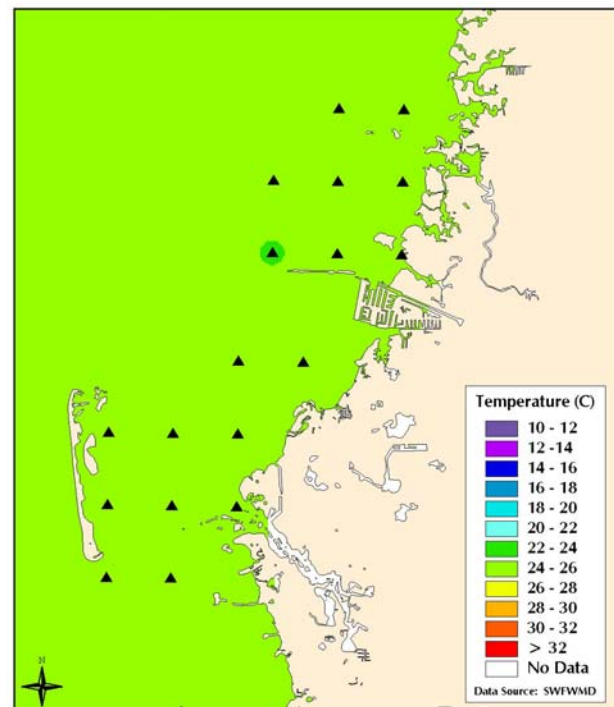 Temperature (C)
10 - 12
12 -14
14 - 16
16 - 18
18 - 20
20 - 22
22 - 24
24 - 26
26 - 28
28 - 30
30 - 32
> 32
No Data
Data Source: SWFWMD
N